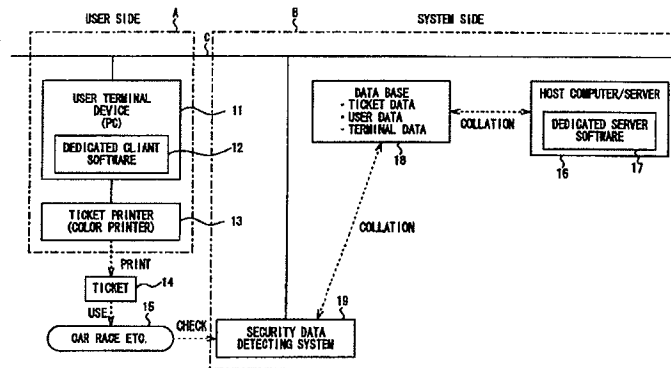 USER SIDE
A
B
SYSTEM SIDE
C
USER TERMINAL
DEVICE
(PC)
11
DEDICATED CLIANT
SOFTWARE
12
TICKET PRINTER
(COLOR PRINTER)
13
PRINT
TICKET
14
USE
15
CAR RACE ETC.
CHECK
DATA BASE
• TICKET DATA
• USER DATA
- TERMINAL DATA
18
COLLATION
HOST COMPUTER/SERVER
DEDICATED SERVER
SOFTWARE
16
17
COLLATION
19
SECURITY DATA
DETECTING SYSTEM